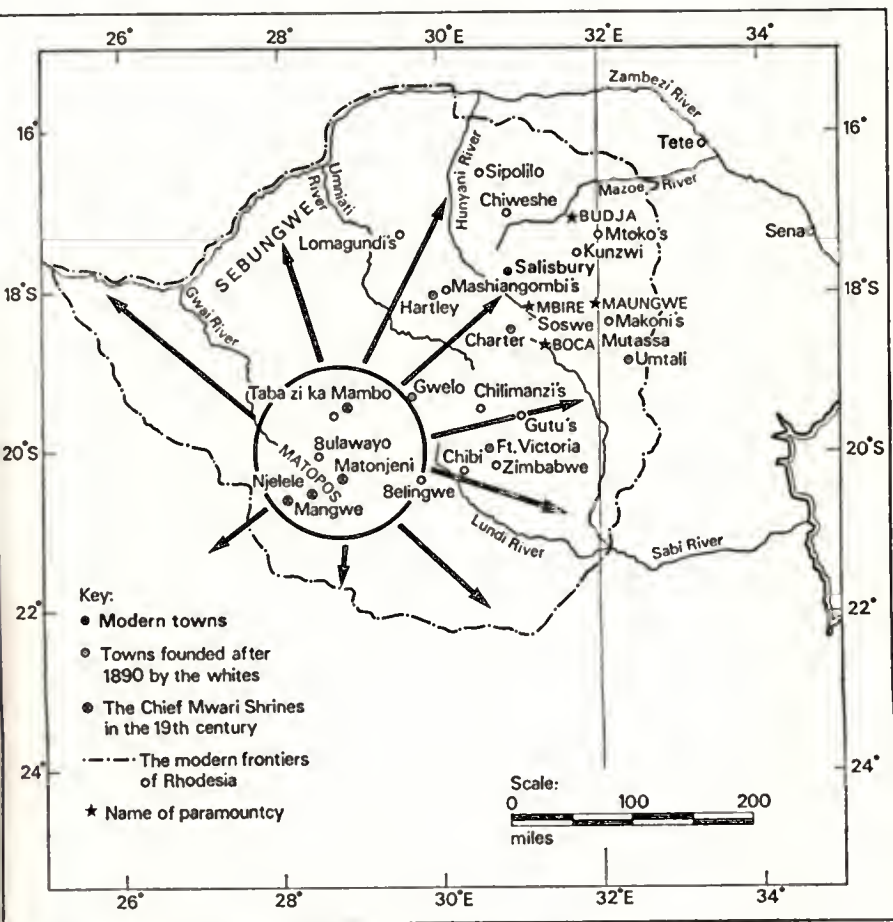 26°
28°
30°E
32°E
34°
16°
16°
18°S
18°S
20°S
20°S
22°
22°
24°
24°
26°
28°
30°E
32°E
34°
Zambezi River
Tete
Hunyani River
Sipolilo
Mazoe River
Chiweshe
BUDJA
Umniati
River
SEBUNGWE
Lomagundi's
Mtoko's
Kunzwi
Sena
Salisbury
Mashiangombi's
Hartley
MBIRE
MAUNGWE
Soswe
Makoni's
Charter
BOCA
Mutassa
Umtali
Gwai River
Taba zi ka Mambo
Gwelo
Chilimanzi's
Gutu's
Bulawayo
MATOPOS
Matonjeni
Chibi
Ft. Victoria
Zimbabwe
Njelele
Mangwe
Belingwe
Lundi River
Sabi River
Key:
Modern towns
Towns founded after
1890 by the whites
The Chief Mwari Shrines
in the 19th century
The modern frontiers
of Rhodesia
Name of paramountcy
Scale:
0 100 200
miles